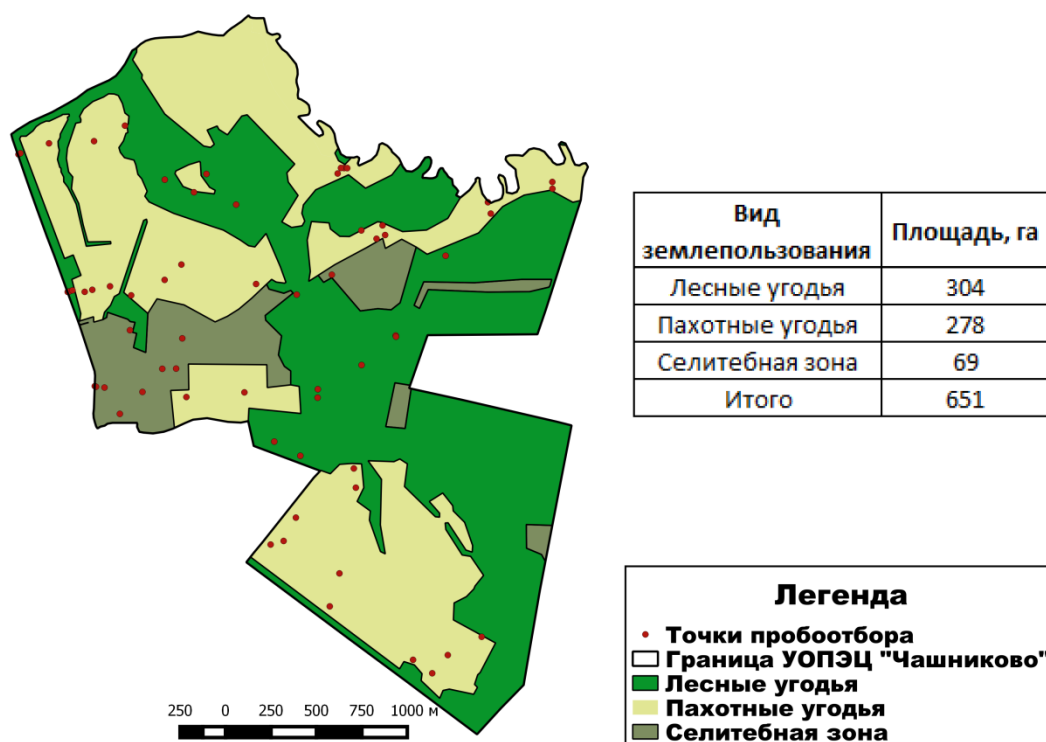 Вид землепользования Площадь, га
Лесные угодья 304
Пахотные угодья 278
Селитебная зона 69
Итого 651
Легенда
Точки пробоотбора
Граница УОПЭЦ "Чашниково"
Лесные угодья
Пахотные угодья
Селитебная зона
250 0 250 500 750 1000 м